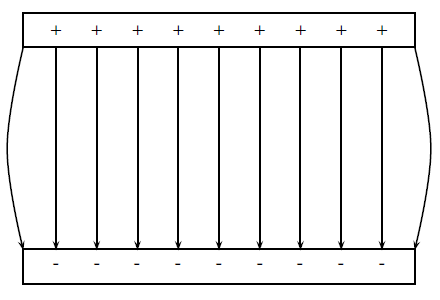 + + + + + + + + +
- - - - - - - - -